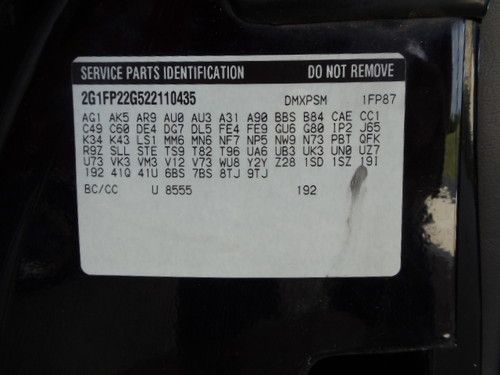 SERVICE PARTS IDENTIFICATION DO NOT REMOVE
2G1FP22G522110435 DMXPSM 1FP87
AG1 AK5 AR9 AU0 AU3 A31 A90 BBS B84 CAE CC1
C49 C60 DE4 DG7 DL5 FE4 FE9 GU6 G80 IP2 J65
K34 K43 LS1 MM6 MN6 NF7 NP5 NW9 N73 PBT QFK
R9Z SLL STE TS9 T82 T96 UA6 UB3 UK3 UN0 UZ7
U73 VK3 VM3 V12 V73 WU8 Y2Y Z28 1SD 1SZ 19I
192 41Q 41U 6BS 7BS 8TJ 9TJ
BC/CC U 8555 192